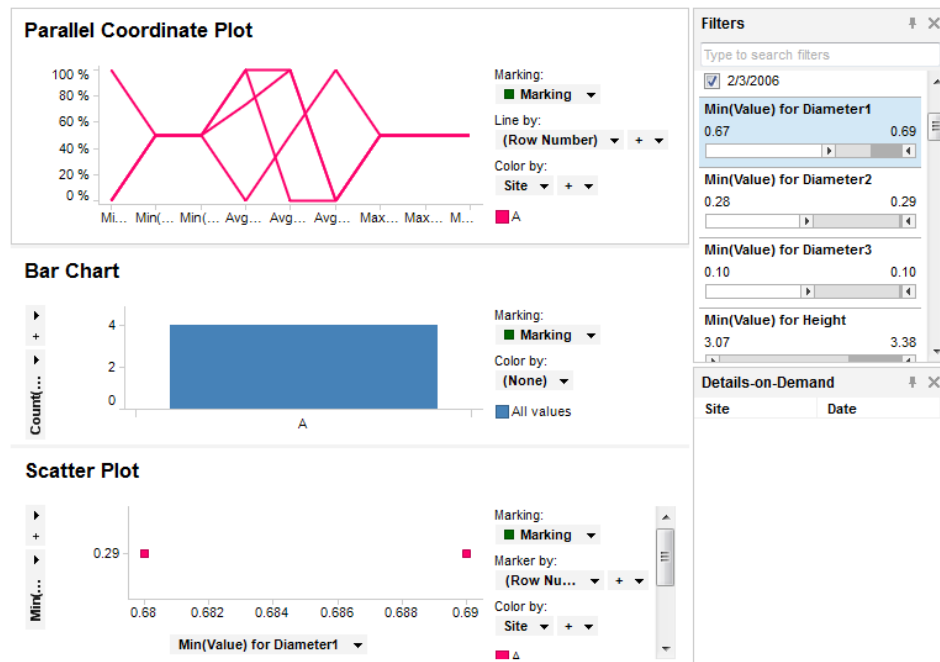 Parallel Coordinate Plot
100 %
80 %
60 %
40 %
20 %
0 %
Mi... Min(... Min(... Avg... Avg... Avg... Max... Max... M...
Marking:
Marking
Line by:
(Row Number) +
Color by:
Site +
A
Bar Chart
+
Count(...
4
2
0
A
Marking:
Marking
Color by:
(None)
All values
Scatter Plot
+
Min(...
0.29
0.68 0.682 0.684 0.686 0.688 0.69
Min(Value) for Diameter1
Marking:
Marking
Marker by:
(Row Nu... +
Color by:
Site +
A
Filters
Type to search filters
2/3/2006
Min(Value) for Diameter1
0.67 0.69
Min(Value) for Diameter2
0.28 0.29
Min(Value) for Diameter3
0.10 0.10
Min(Value) for Height
3.07 3.38
Details-on-Demand
Site Date